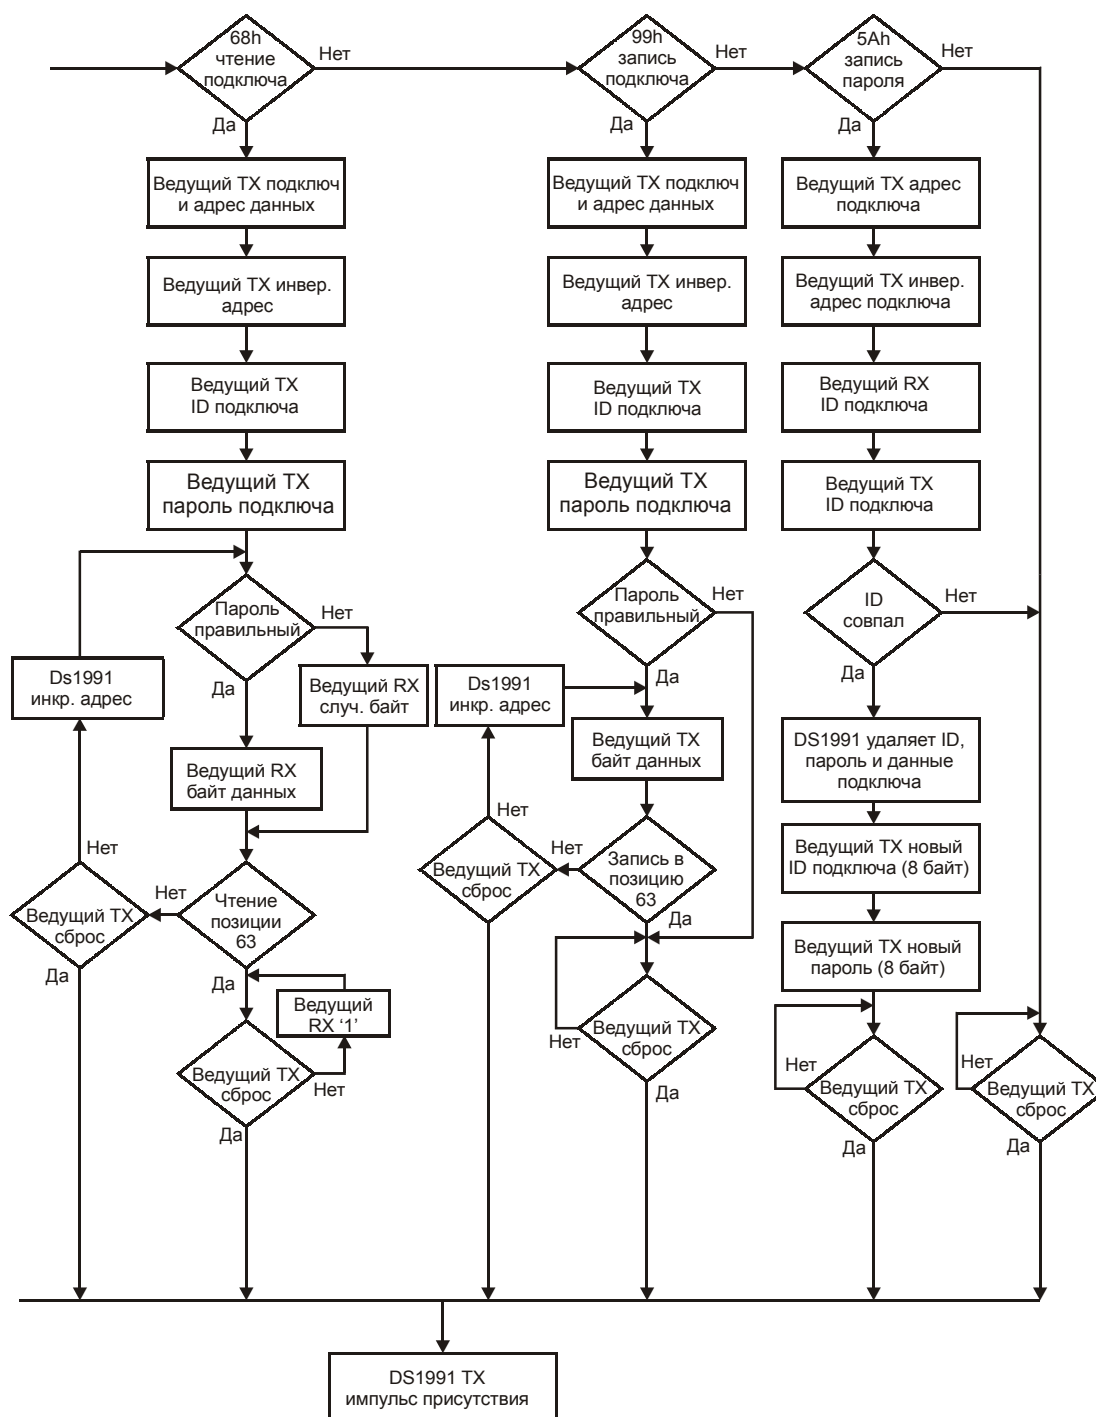 68h
чтение
подключа
Нет
Да
99h
запись
подключа
Нет
Да
5Ah
запись
пароля
Нет
Да
Ведущий TX подключ
и адрес данных
Ведущий TX подключ
и адрес данных
Ведущий TX адрес
подключа
Ведущий TX инвер.
адрес
Ведущий TX инвер.
адрес
Ведущий TX инвер.
адрес подключа
Ведущий TX
ID подключа
Ведущий TX
ID подключа
Ведущий RX
ID подключа
Ведущий TX
пароль подключа
Ведущий TX
пароль подключа
Ведущий TX
ID подключа
Пароль
правильный
Нет
Да
Пароль
правильный
Нет
Да
ID
совпал
Нет
Да
Ds1991
инкр. адрес
Ведущий RX
случ. байт
Ds1991
инкр. адрес
Ведущий RX
байт данных
Ведущий TX
байт данных
DS1991 удаляет ID,
пароль и данные
подключа
Нет
Ведущий TX
сброс
Да
Нет
Чтение
позиции
63
Да
Нет
Ведущий TX
сброс
Да
Нет
Запись в
позицию
63
Да
Ведущий TX новый
ID подключа (8 байт)
Ведущий TX новый
пароль (8 байт)
Ведущий
RX ‘1’
Ведущий TX
сброс
Нет
Да
Ведущий TX
сброс
Нет
Да
Нет
Ведущий TX
сброс
Да
Нет
Ведущий TX
сброс
Да
DS1991 TX
импульс присутствия